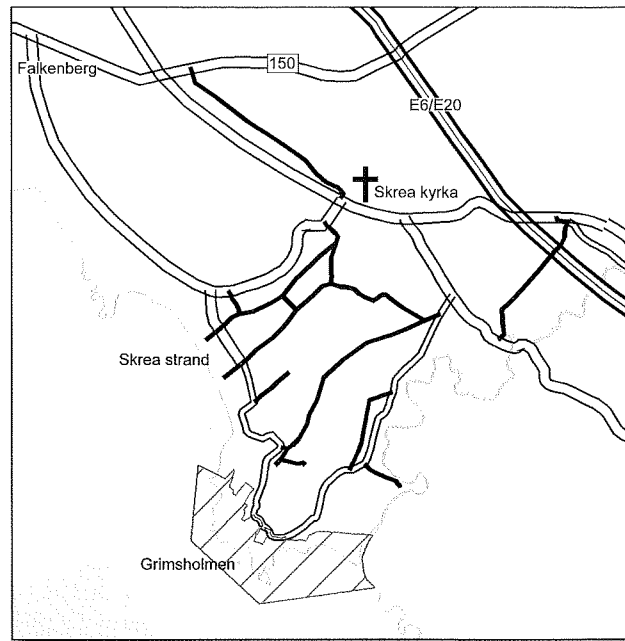 150
Falkenberg
E6/E20
Skrea kyrka
Skrea strand
Grimsholmen